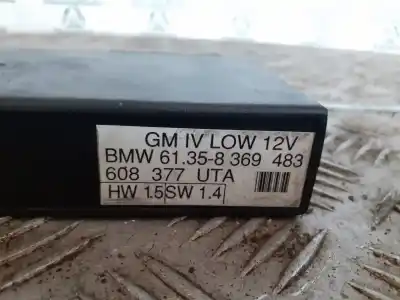 GM IV LOW 12V
BMW 61.35-8 369 483
608 377 UTA
HW 1.5 SW 1.4